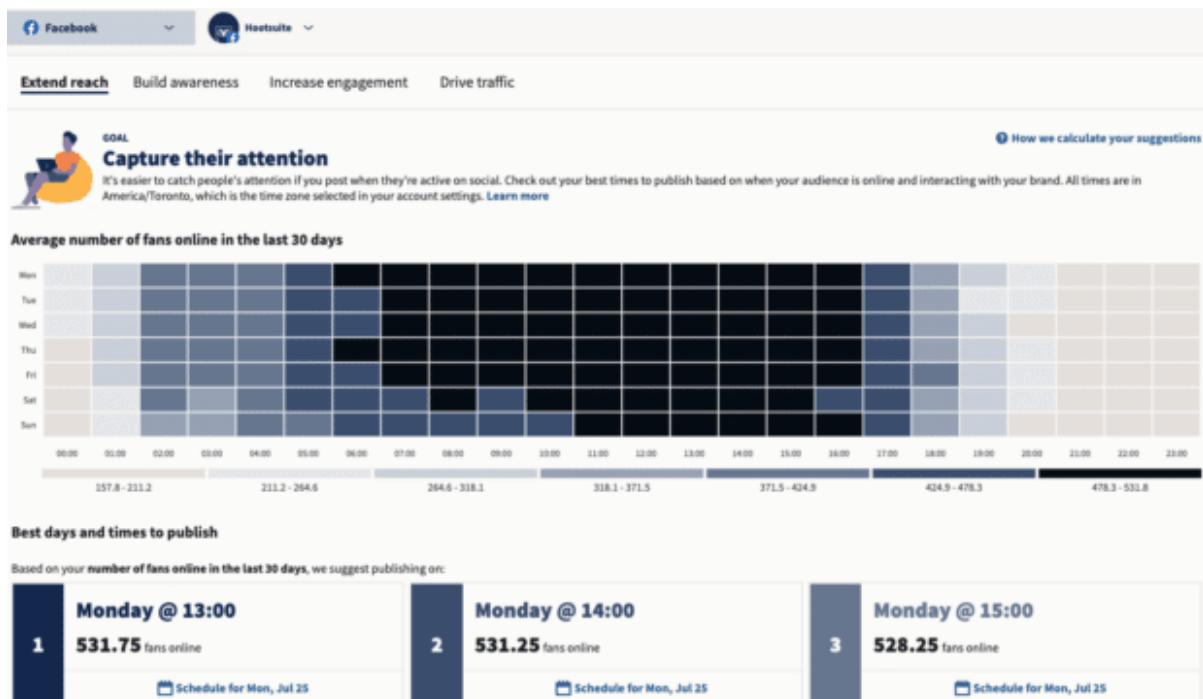 Facebook
Hootsuite
Extend reach Build awareness Increase engagement Drive traffic
GOAL
How we calculate your suggestions
Capture their attention
It's easier to catch people's attention if you post when they're active on social. Check out your best times to publish based on when your audience is online and interacting with your brand. All times are in
America/Toronto, which is the time zone selected in your account settings. Learn more
Average number of fans online in the last 30 days
Mon
Tue
Wed
Thu
Fri
Sat
Sun
00:00 01:00 02:00 03:00 04:00 05:00 06:00 07:00 08:00 09:00 10:00 11:00 12:00 13:00 14:00 15:00 16:00 17:00 18:00 19:00 20:00 21:00 22:00 23:00
157.8 - 211.2 211.2 - 264.6 264.6 - 318.1 318.1 - 371.5 371.5 - 424.9 424.9 - 478.3 478.3 - 531.8
Best days and times to publish
Based on your number of fans online in the last 30 days, we suggest publishing on:
1 Monday @ 13:00 2 Monday @ 14:00 3 Monday @ 15:00
531.75 fans online 531.25 fans online 528.25 fans online
Schedule for Mon, Jul 25 Schedule for Mon, Jul 25 Schedule for Mon, Jul 25